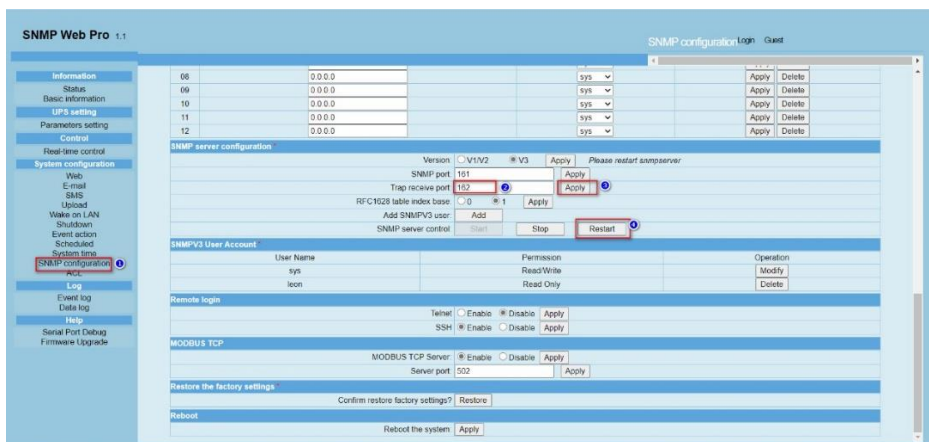 SNMP Web Pro 1.1
SNMP configuration Login Guest
Information
Status
Basic information
UPS setting
Parameters setting
Control
Real-time control
System configuration
Web
E-mail
SMS
Upload
Wake on LAN
Shutdown
Event action
Scheduled
System time
SNMP configuration 1
ACL
Log
Event log
Data log
Help
Serial Port Debug
Firmware Upgrade
08 0.0.0.0 sys Apply Delete
09 0.0.0.0 sys Apply Delete
10 0.0.0.0 sys Apply Delete
11 0.0.0.0 sys Apply Delete
12 0.0.0.0 sys Apply Delete
SNMP server configuration
Version V1/V2 V3 Apply Please restart snmpserver
SNMP port 161 Apply
Trap receive port 162 2 Apply 3
RFC1628 table index base 0 1 Apply
Add SNMPV3 user Add
SNMP server control Start Stop Restart 4
SNMPV3 User Account
User Name Permission Operation
sys Read/Write Modify
leon Read Only Delete
Remote login
Telnet Enable Disable Apply
SSH Enable Disable Apply
MODBUS TCP
MODBUS TCP Server Enable Disable Apply
Server port 502 Apply
Restore the factory settings
Confirm restore factory settings? Restore
Reboot
Reboot the system Apply